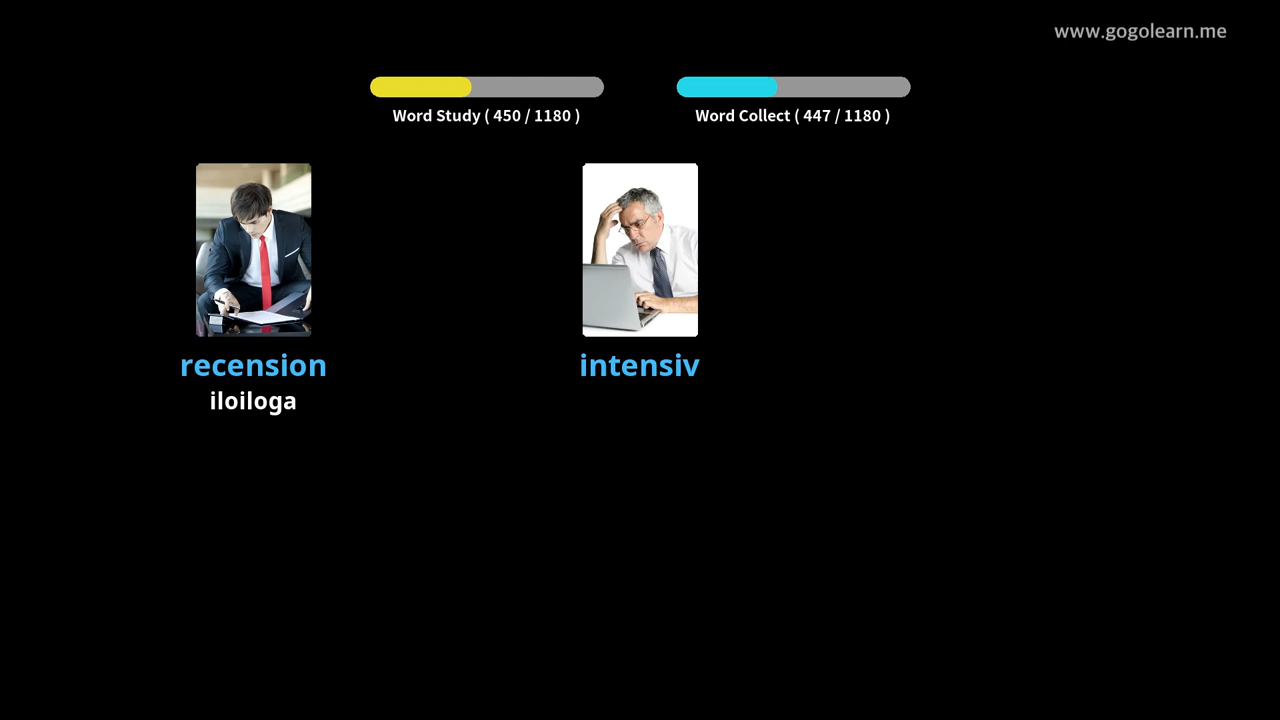 www.gogolearn.me
Word Study ( 450 / 1180 )
Word Collect ( 447 / 1180 )
recension
iloiloga
intensiv